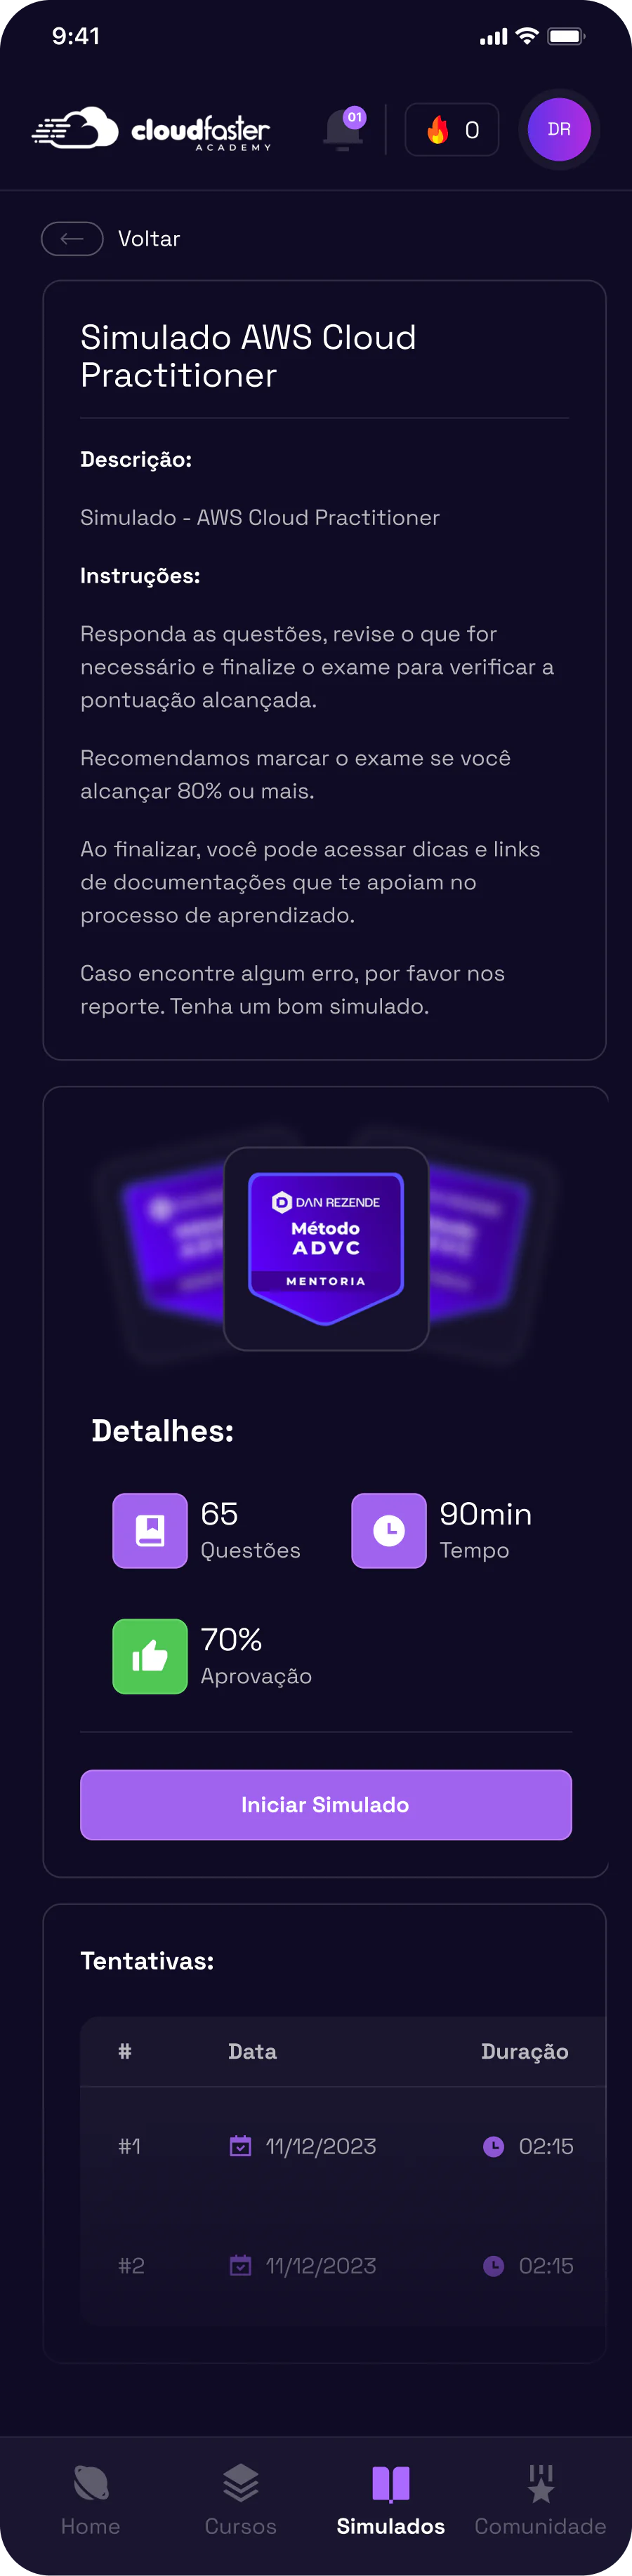 9:41
cloudfaster
ACADEMY
01
0
DR
Voltar
Simulado AWS Cloud
Practitioner
Descrição:
Simulado - AWS Cloud Practitioner
Instruções:
Responda as questões, revise o que for
necessário e finalize o exame para verificar a
pontuação alcançada.
Recomendamos marcar o exame se você
alcançar 80% ou mais.
Ao finalizar, você pode acessar dicas e links
de documentações que te apoiam no
processo de aprendizado.
Caso encontre algum erro, por favor nos
reporte. Tenha um bom simulado.
DAN REZENDE
Método
ADVC
MENTORIA
Detalhes:
65
Questões
90min
Tempo
70%
Aprovação
Iniciar Simulado
Tentativas:
# Data Duração
#1 11/12/2023 02:15
#2 11/12/2023 02:15
Home Cursos Simulados Comunidade